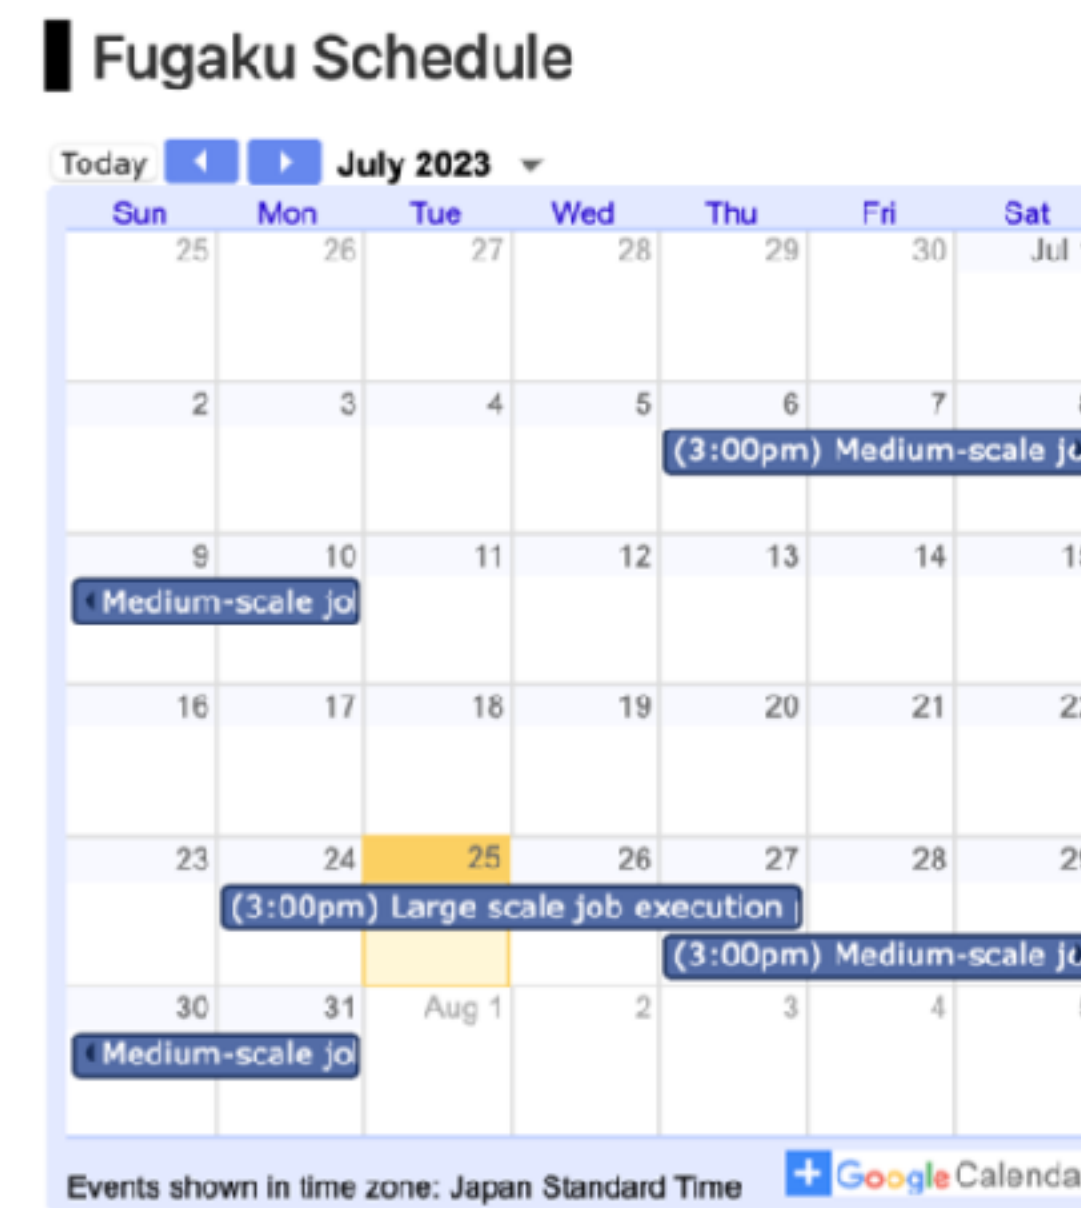 Fugaku Schedule
Today July 2023
Sun Mon Tue Wed Thu Fri Sat
25 26 27 28 29 30 Jul
2 3 4 5 6 7
(3:00pm) Medium-scale
9 10 11 12 13 14
Medium-scale
16 17 18 19 20 21
23 24 25 26 27 28
(3:00pm) Large scale job execution
(3:00pm) Medium-scale
30 31 Aug 1 2 3 4
Medium-scale
Events shown in time zone: Japan Standard Time
Google Calenda